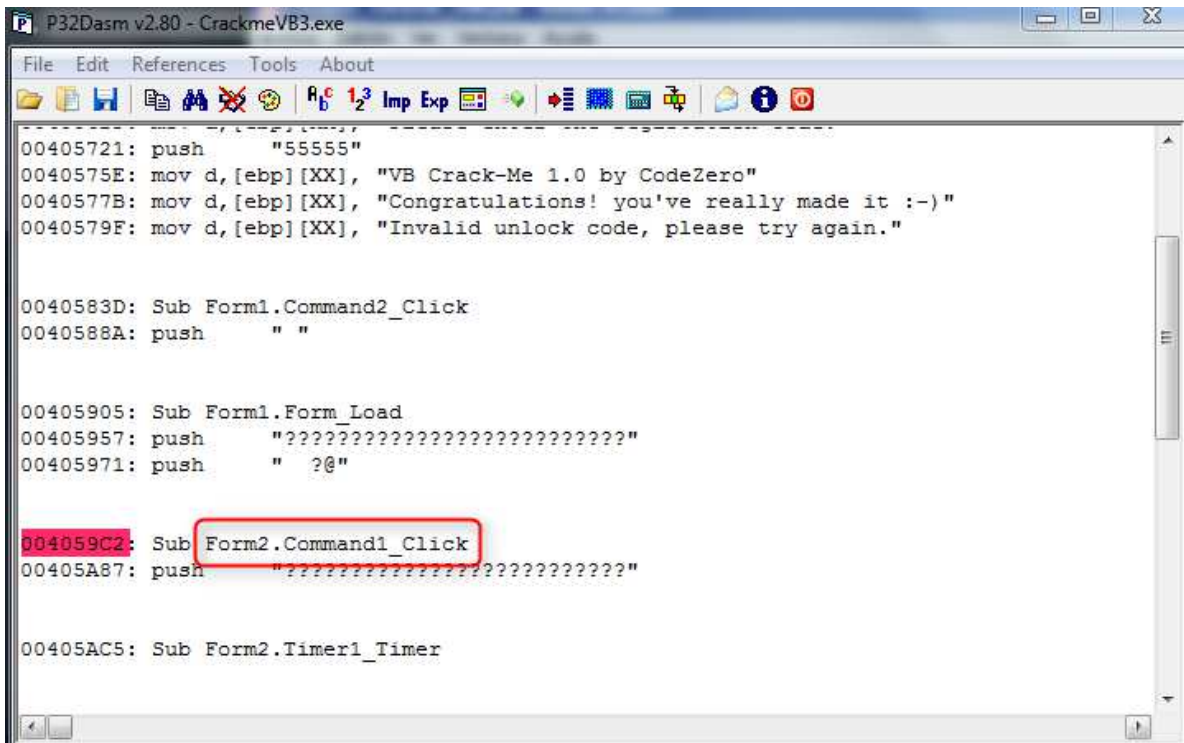 P32Dasm v2.80 - CrackmeVB3.exe
File Edit References Tools About
Imp Exp
00405721: push "55555"
0040575E: mov d,[ebp][XX], "VB Crack-Me 1.0 by CodeZero"
0040577B: mov d,[ebp][XX], "Congratulations! you've really made it :-)"
0040579F: mov d,[ebp][XX], "Invalid unlock code, please try again."
0040583D: Sub Form1.Command2_Click
0040588A: push " "
00405905: Sub Form1.Form_Load
00405957: push "??????????????????????????"
00405971: push "  ?@"
004059C2: Sub Form2.Command1_Click
00405A87: push "??????????????????????????"
00405AC5: Sub Form2.Timer1_Timer